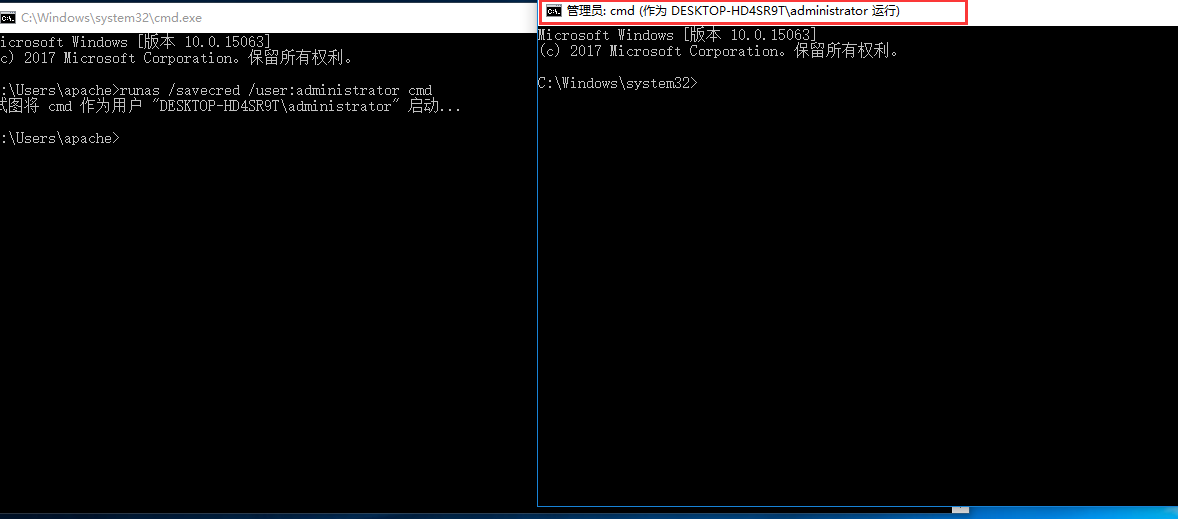 C:\Windows\system32\cmd.exe
icrosoft Windows [版本 10.0.15063]
c) 2017 Microsoft Corporation。保留所有权利。
:\Users\apache>runas /savecred /user:administrator cmd
试图将 cmd 作为用户 "DESKTOP-HD4SR9T\administrator" 启动...
:\Users\apache>
管理员: cmd (作为 DESKTOP-HD4SR9T\administrator 运行)
Microsoft Windows [版本 10.0.15063]
(c) 2017 Microsoft Corporation。保留所有权利。
C:\Windows\system32>